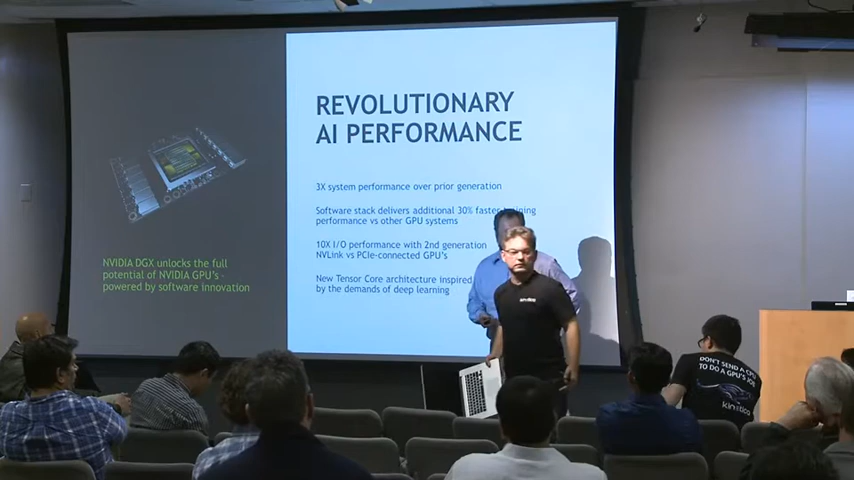 REVOLUTIONARY
AI PERFORMANCE
3X system performance over prior generation
Software stack delivers additional 30% faster
performance vs other GPU systems
10X I/O performance with 2nd generation
NVLink vs PCIe-connected GPU's
New Tensor Core architecture inspired
by the demands of deep learning
NVIDIA DGX unlocks the full
potential of NVIDIA GPU's -
powered by software innovation
kinetica
DON'T SEND A CPU
TO DO A GPU'S JOB
kinetica